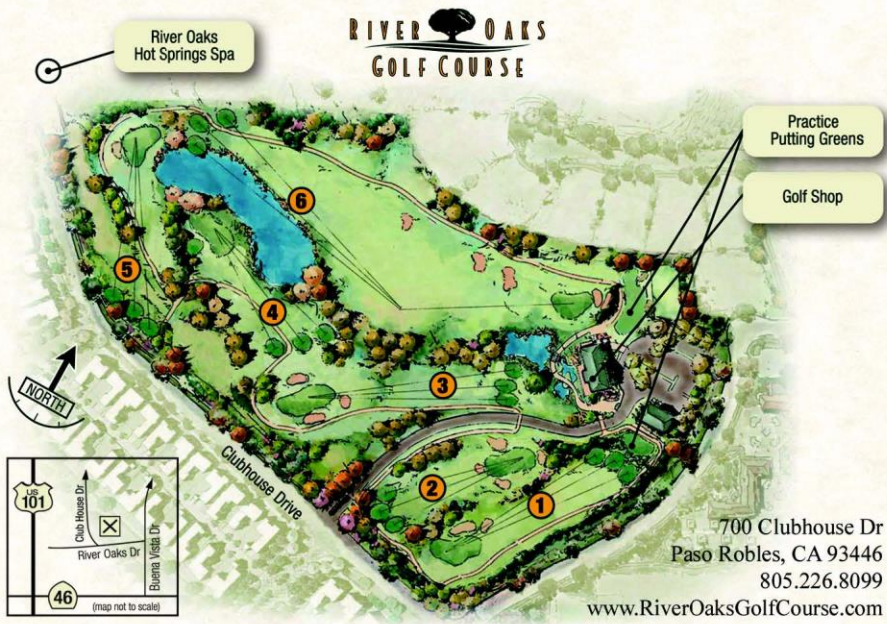 RIVER OAKS
GOLF COURSE
River Oaks
Hot Springs Spa
Practice
Putting Greens
Golf Shop
6
5
4
3
2
1
NORTH
Clubhouse Drive
US
101
Club House Dr
River Oaks Dr
Buena Vista Dr
46
(map not to scale)
700 Clubhouse Dr
Paso Robles, CA 93446
805.226.8099
www.RiverOaksGolfCourse.com